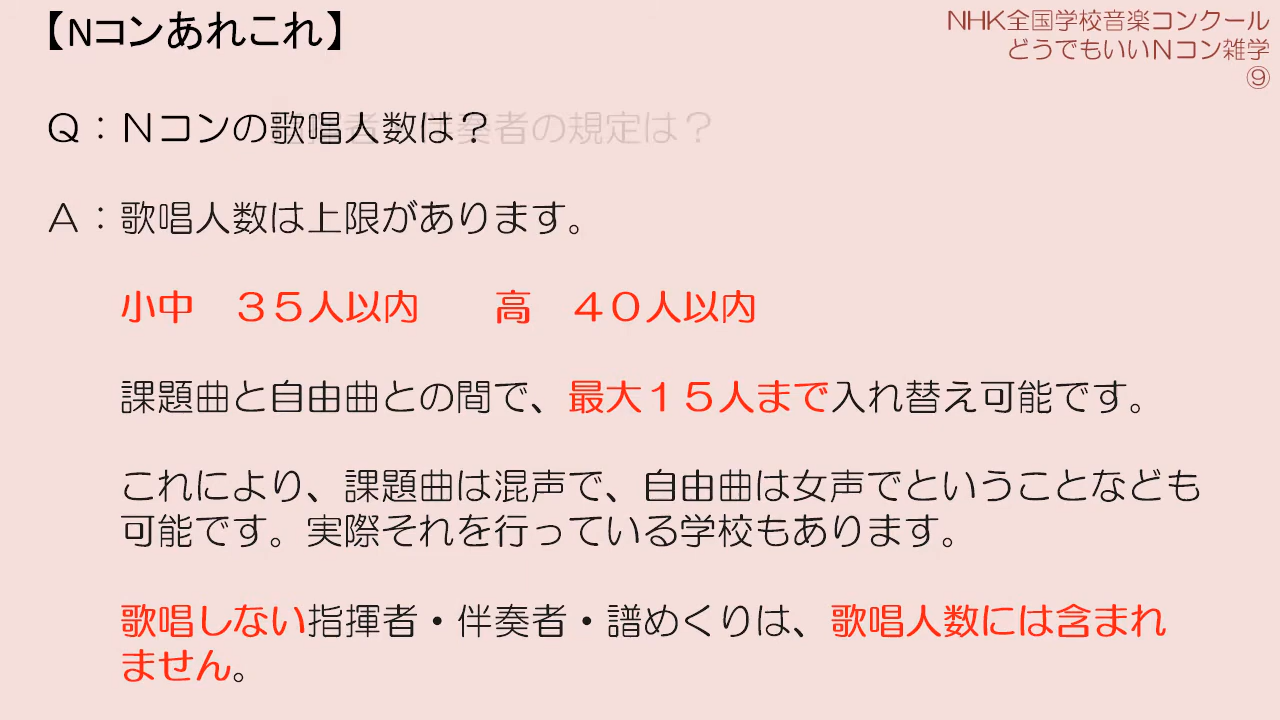 【Nコンあれこれ】
NHK全国学校音楽コンクール
どうでもいいNコン雑学
⑨
Q：Nコンの歌唱人数は？
者の規定は？
A：歌唱人数は上限があります。
小中　３５人以内　　高　４０人以内
課題曲と自由曲との間で、最大１５人まで入れ替え可能です。
これにより、課題曲は混声で、自由曲は女声でということなども
可能です。実際それを行っている学校もあります。
歌唱しない指揮者・伴奏者・譜めくりは、歌唱人数には含まれ
ません。